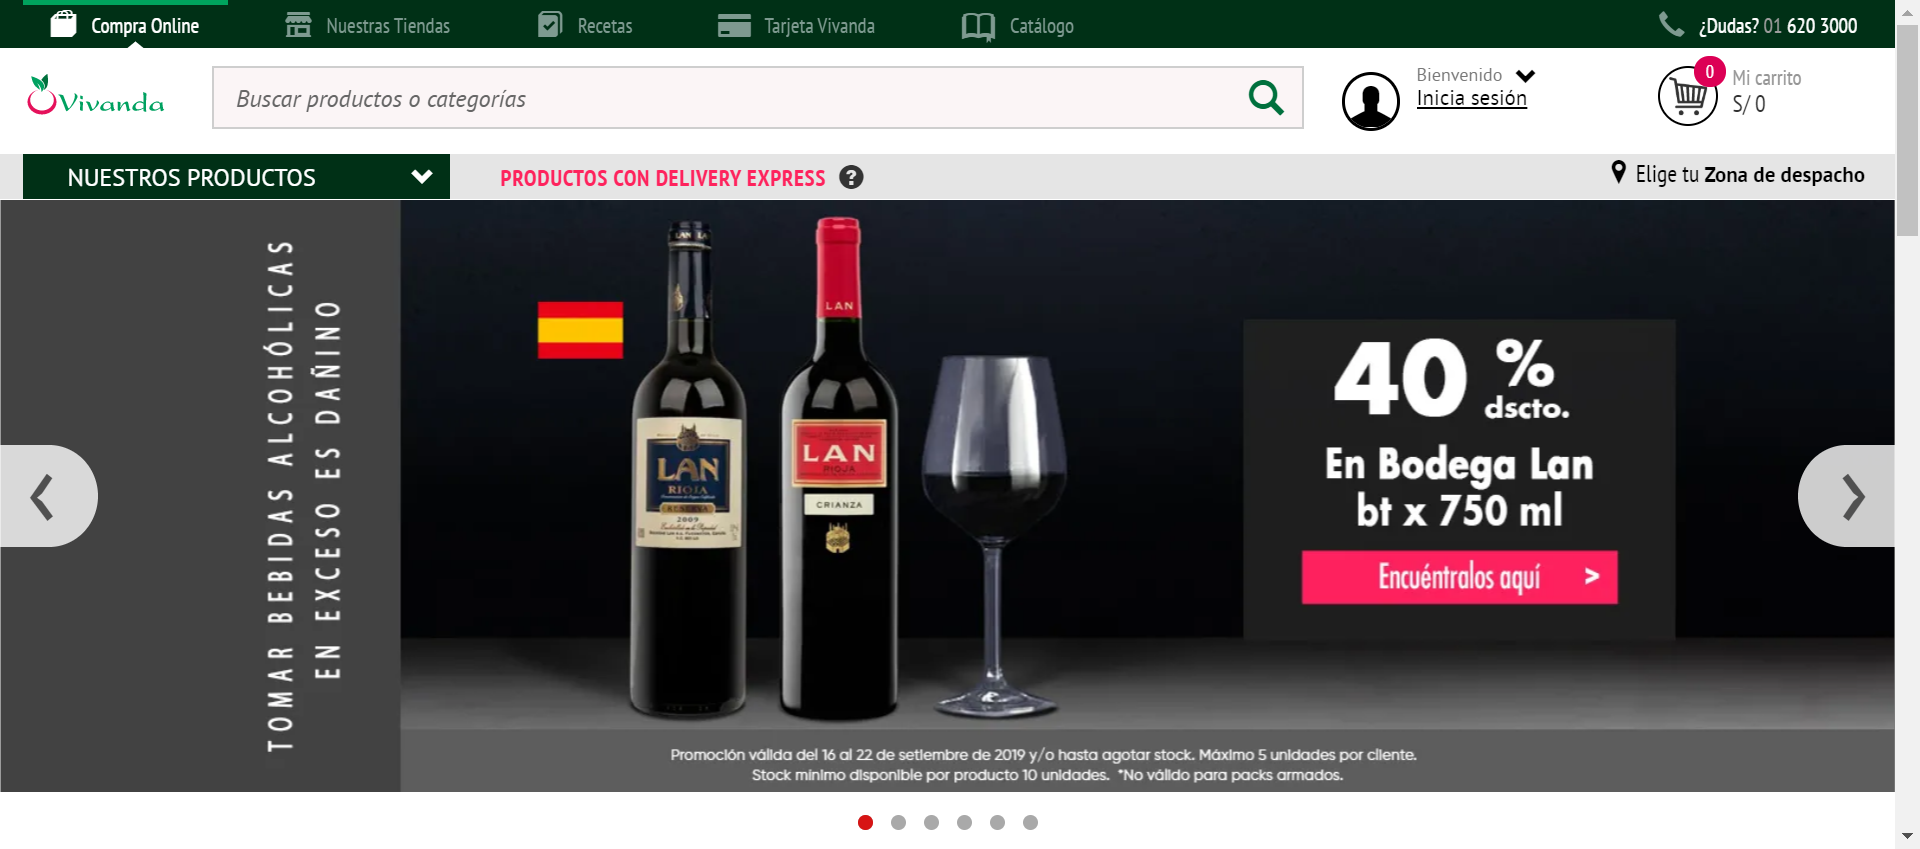 Compra Online
Nuestras Tiendas
Recetas
Tarjeta Vivanda
Catálogo
¿Dudas? 01 620 3000
Vivanda
Buscar productos o categorías
Bienvenido
Inicia sesión
0
Mi carrito
S/ 0
NUESTROS PRODUCTOS
PRODUCTOS CON DELIVERY EXPRESS ?
Elige tu Zona de despacho
TOMAR BEBIDAS ALCOHÓLICAS
EN EXCESO ES DAÑINO
LAN LAN
LAN
LAN
RIOJA
RESERVA
2009
LAN
RIOJA
CRIANZA
40 %
dscto.
En Bodega Lan
bt x 750 ml
Encuéntralos aquí >
Promoción válida del 16 al 22 de setiembre de 2019 y/o hasta agotar stock. Máximo 5 unidades por cliente.
Stock minimo disponible por producto 10 unidades. *No válido para packs armados.